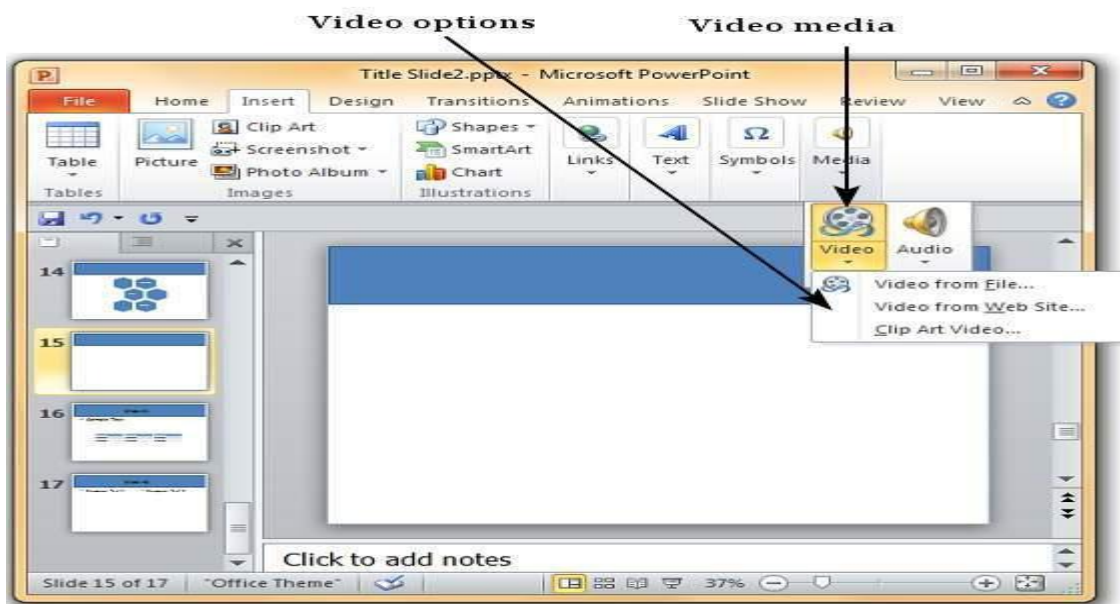 Video options Video media
Title Slide2.pptx - Microsoft PowerPoint
File Home Insert Design Transitions Animations Slide Show Review View
Table
Tables
Picture
Clip Art
Screenshot
Photo Album
Images
Shapes
SmartArt
Chart
Illustrations
Links
Text
Symbols
Media
Video Audio
Video from File...
Video from Web Site...
Clip Art Video...
14
15
16
17
Click to add notes
Slide 15 of 17 "Office Theme" 37%